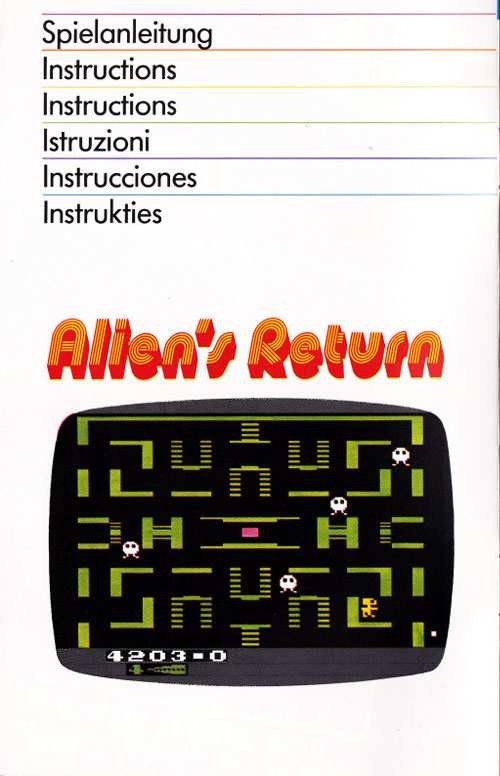 Spielanleitung
Instructions
Instructions
Istruzioni
Instrucciones
Instrukties
Alien's Return
4203-0